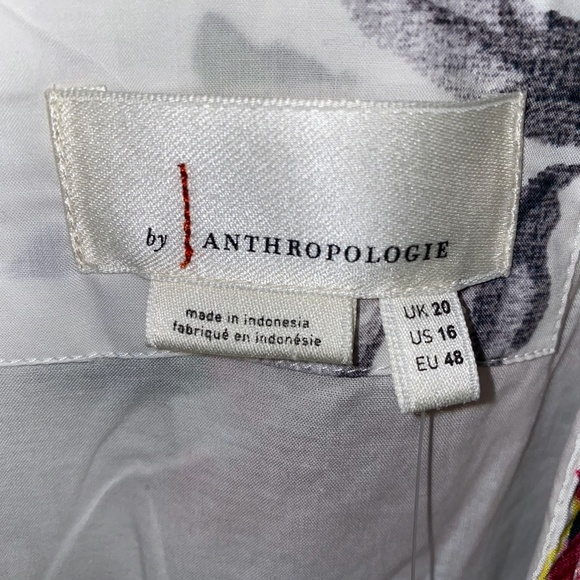 by ANTHROPOLOGIE
made in indonesia
fabriqué en indonésie
UK 20
US 16
EU 48